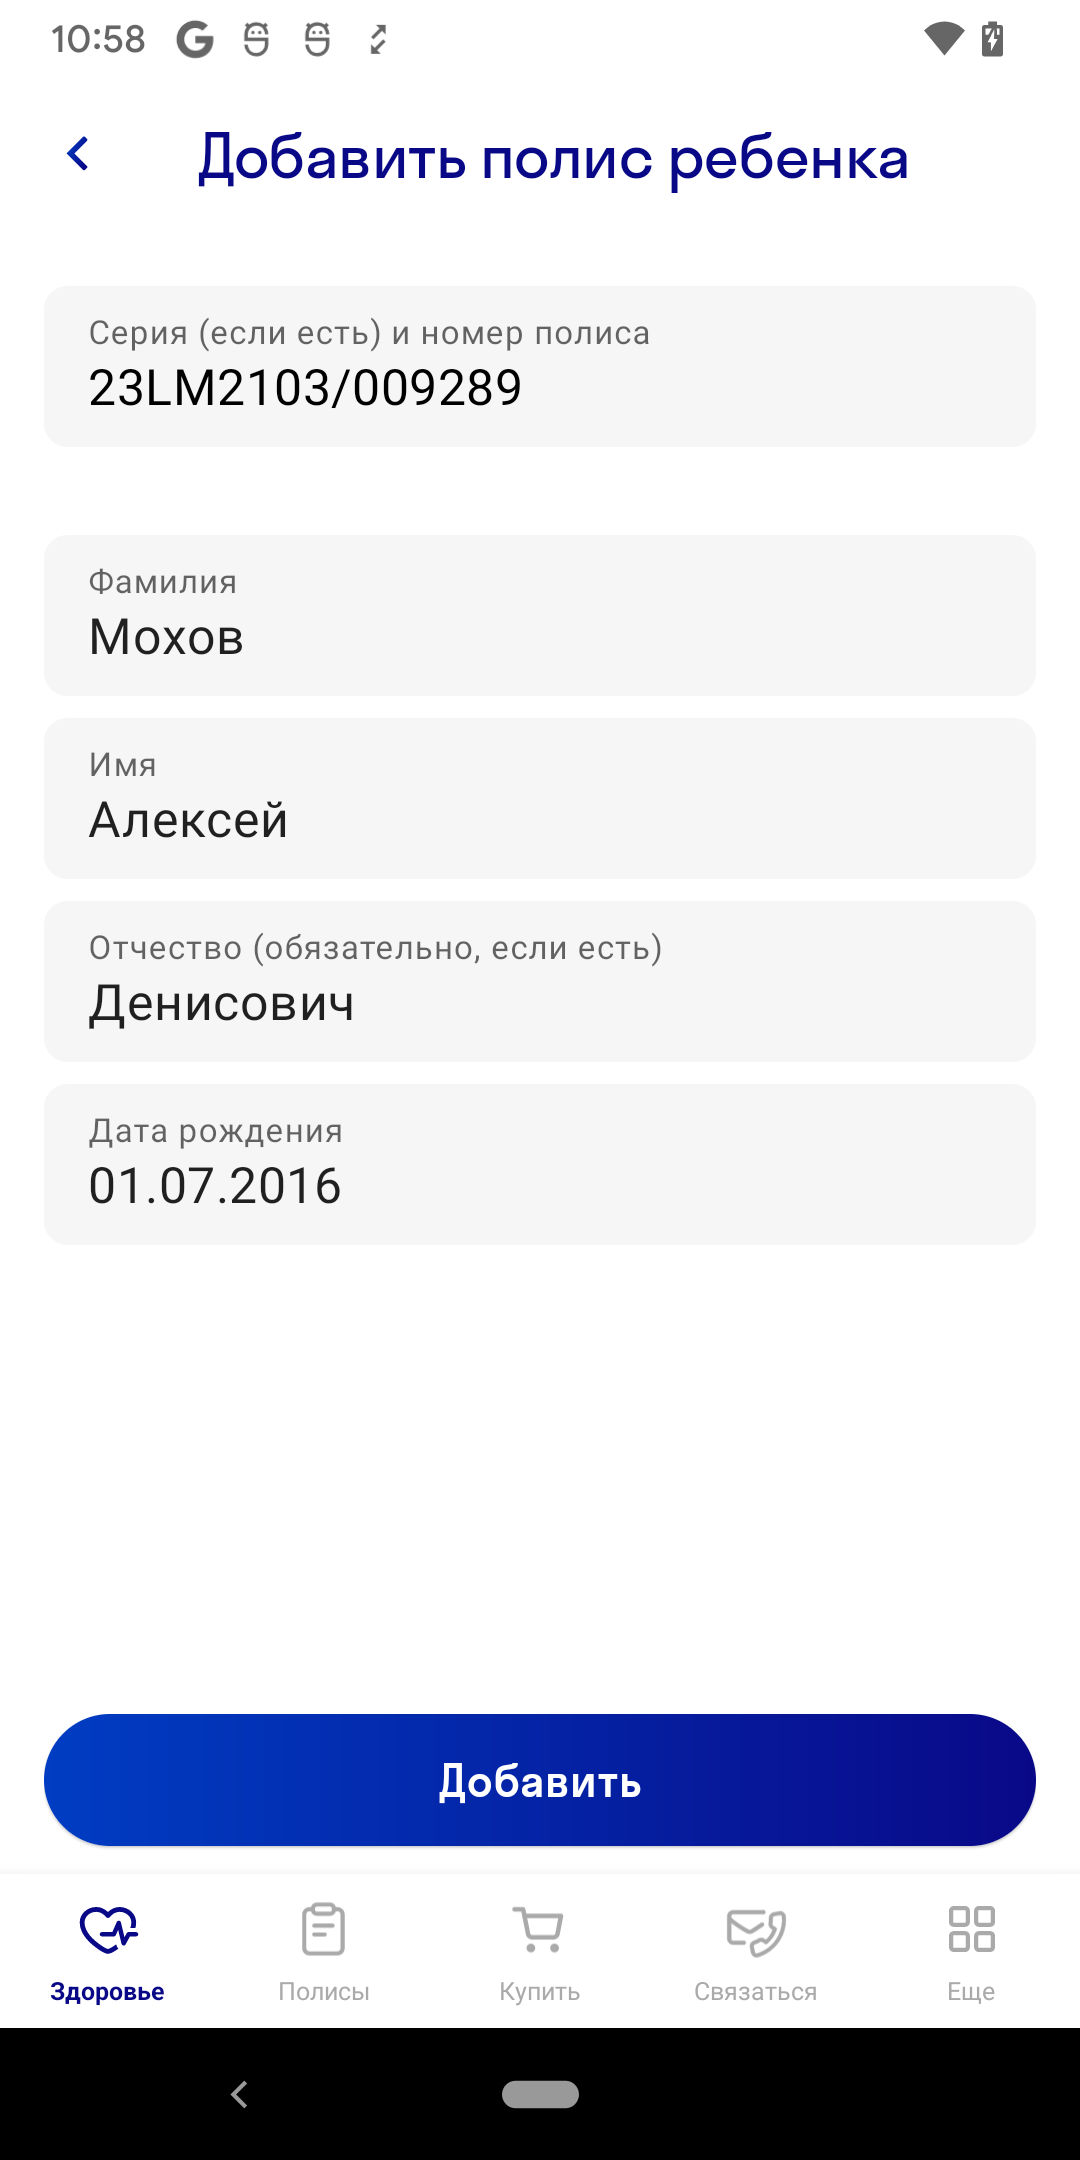 10:58
Добавить полис ребенка
Серия (если есть) и номер полиса
23LM2103/009289
Фамилия
Мохов
Имя
Алексей
Отчество (обязательно, если есть)
Денисович
Дата рождения
01.07.2016
Добавить
Здоровье Полисы Купить Связаться Еще